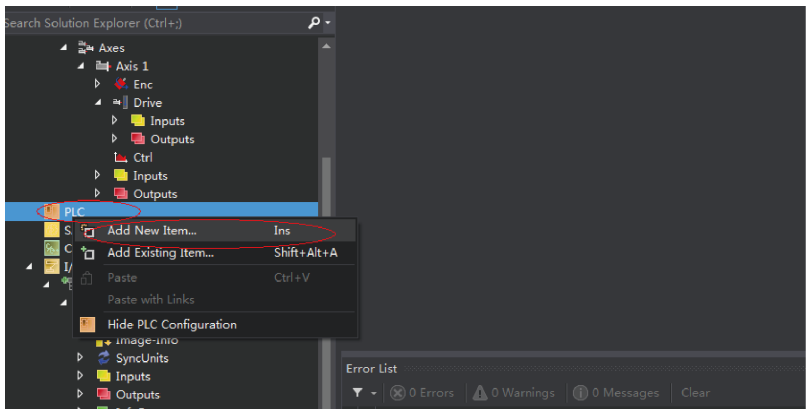 Search Solution Explorer (Ctrl+;)
Axes
Axis 1
Enc
Drive
Inputs
Outputs
Ctrl
Inputs
Outputs
PLC
Add New Item... Ins
Add Existing Item... Shift+Alt+A
Paste Ctrl+V
Paste with Links
Hide PLC Configuration
Image-Info
SyncUnits
Inputs
Outputs
Error List
0 Errors 0 Warnings 0 Messages Clear